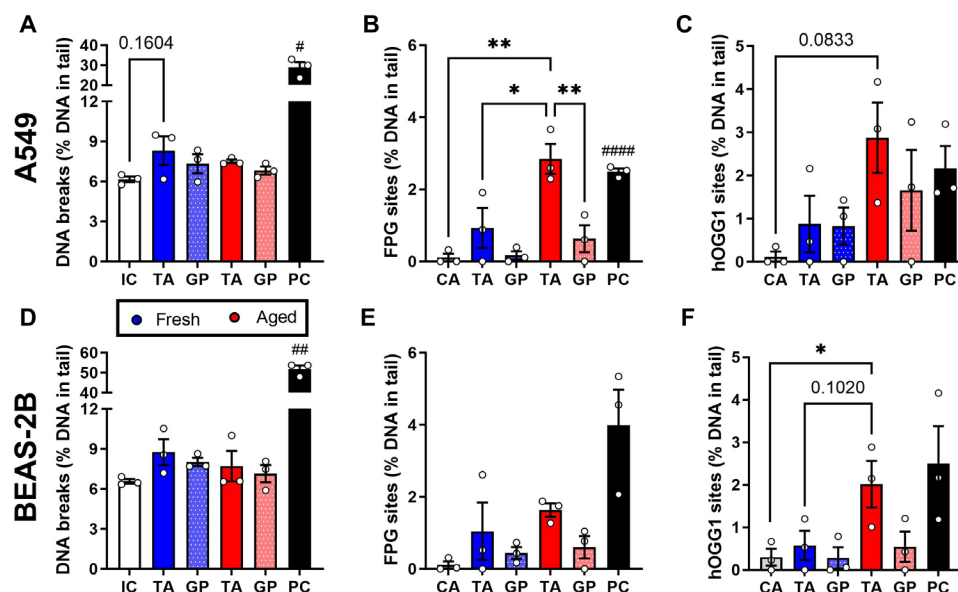 A
B
C
A549
DNA breaks (% DNA in tail)
40
30
20
10
12
9
6
3
0
0.1604
#
IC TA GP TA GP PC
FPG sites (% DNA in tail)
6
4
2
0
**
*
**
####
CA TA GP TA GP PC
hOGG1 sites (% DNA in tail)
5
4
3
2
1
0
0.0833
CA TA GP TA GP PC
Fresh Aged
D
E
F
BEAS-2B
DNA breaks (% DNA in tail)
60
50
40
12
9
6
3
0
##
IC TA GP TA GP PC
FPG sites (% DNA in tail)
6
4
2
0
CA TA GP TA GP PC
hOGG1 sites (% DNA in tail)
5
4
3
2
1
0
*
0.1020
CA TA GP TA GP PC